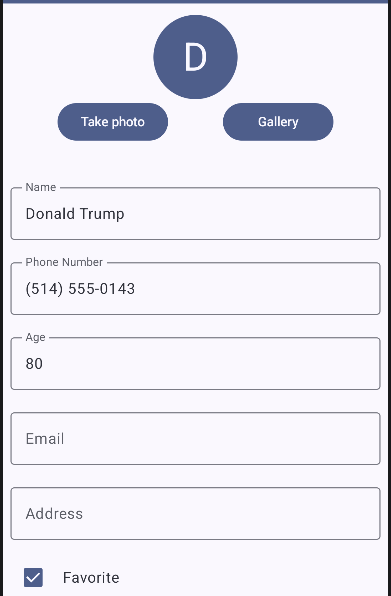 D
Take photo Gallery
Name
Donald Trump
Phone Number
(514) 555-0143
Age
80
Email
Address
Favorite